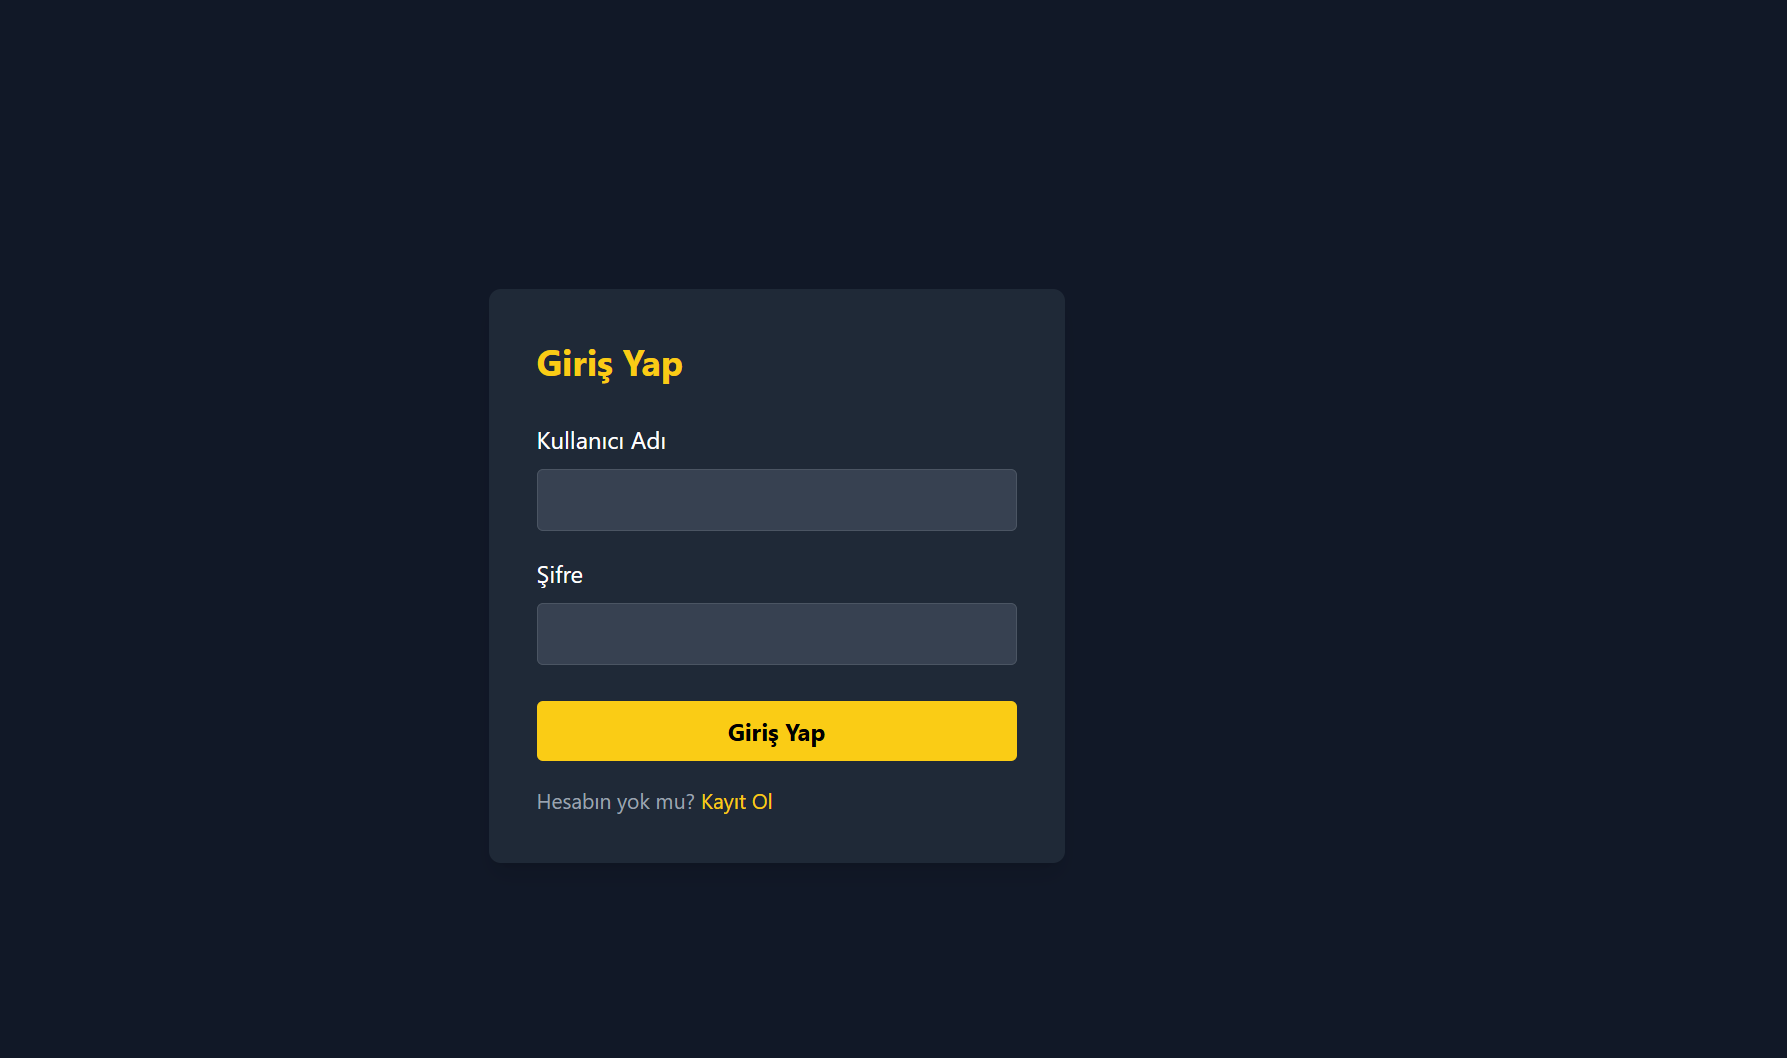 Giriş Yap
Kullanıcı Adı
Şifre
Giriş Yap
Hesabın yok mu? Kayıt Ol